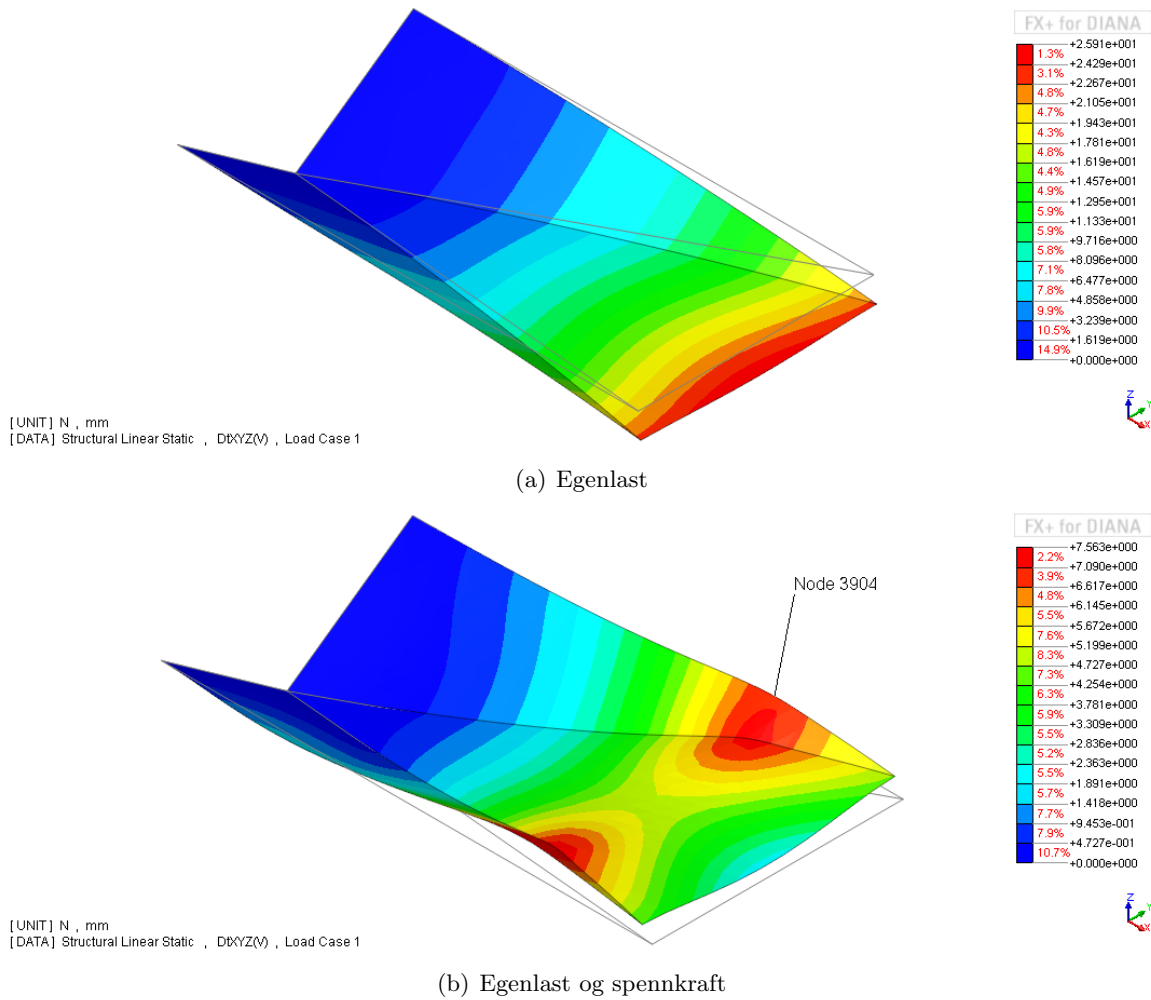 FX+ for DIANA
+2.591e+001
1.3%
+2.429e+001
3.1%
+2.267e+001
4.8%
+2.105e+001
4.7%
+1.943e+001
4.3%
+1.781e+001
4.8%
+1.619e+001
4.4%
+1.457e+001
4.9%
+1.295e+001
5.9%
+1.133e+001
5.9%
+9.716e+000
5.8%
+8.096e+000
7.1%
+6.477e+000
7.8%
+4.858e+000
9.9%
+3.239e+000
10.5%
+1.619e+000
14.9%
+0.000e+000
Z
Y
X
[UNIT] N , mm
[DATA] Structural Linear Static , DtXYZ(V) , Load Case 1
(a) Egenlast
FX+ for DIANA
+7.563e+000
2.2%
+7.090e+000
3.9%
+6.617e+000
4.8%
+6.145e+000
5.5%
+5.672e+000
7.6%
+5.199e+000
8.3%
+4.727e+000
7.3%
+4.254e+000
6.3%
+3.781e+000
5.9%
+3.309e+000
5.5%
+2.836e+000
5.2%
+2.363e+000
5.5%
+1.891e+000
5.7%
+1.418e+000
7.7%
+9.453e-001
7.9%
+4.727e-001
10.7%
+0.000e+000
Node 3904
Z
Y
X
[UNIT] N , mm
[DATA] Structural Linear Static , DtXYZ(V) , Load Case 1
(b) Egenlast og spennkraft